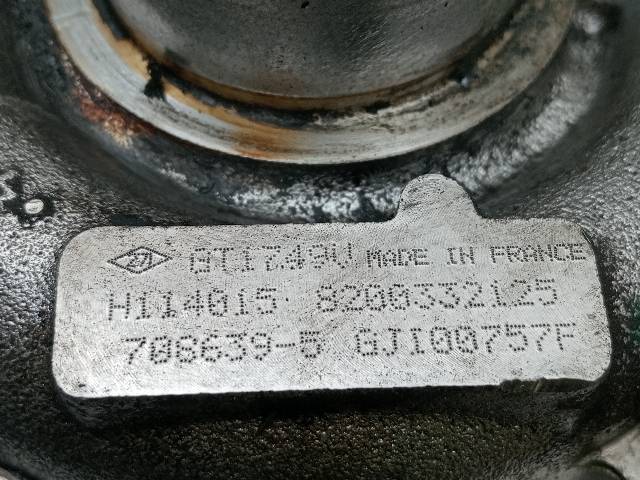 GT1749V MADE IN FRANCE
H114015 8200332125
708639-5 GJ100757F